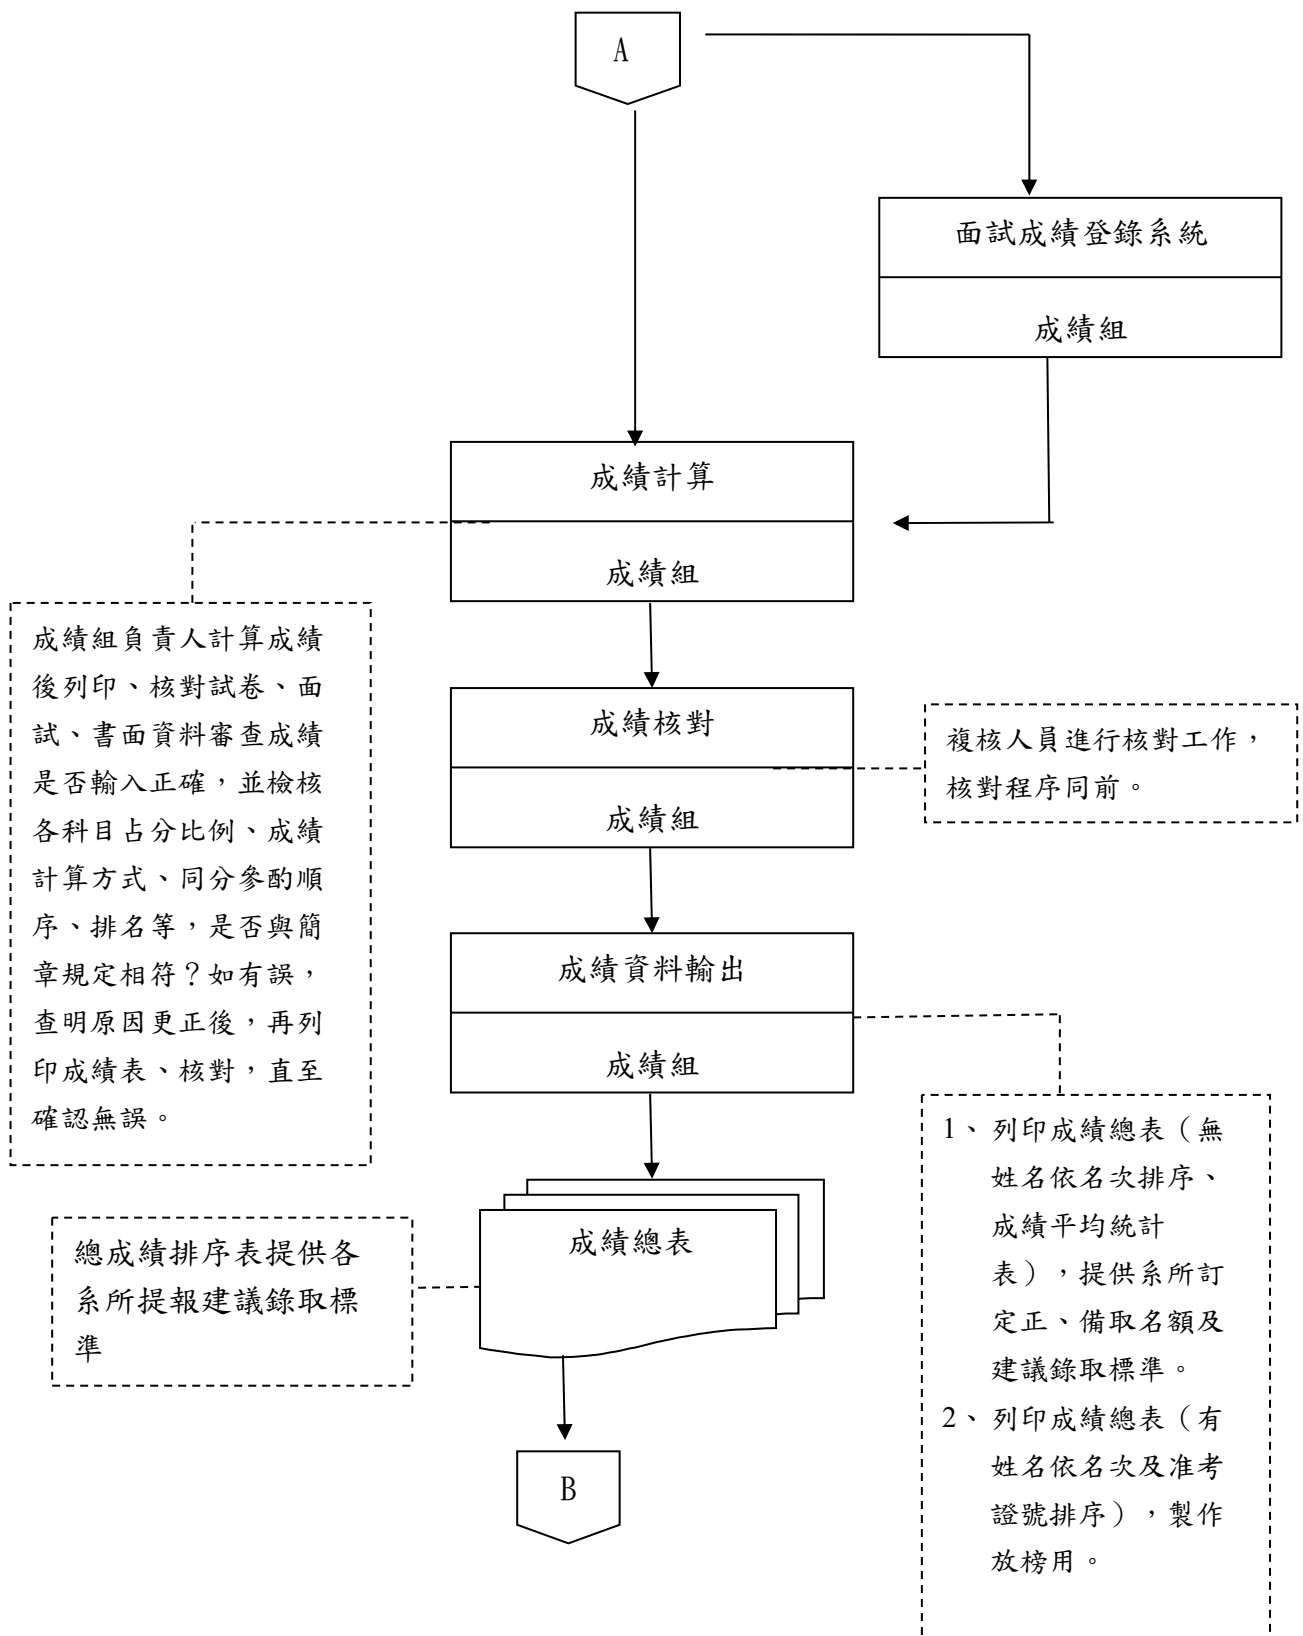 A
面試成績登錄系統
成績組
成績計算
成績組
成績組負責人計算成績
後列印、核對試卷、面
試、書面資料審查成績
是否輸入正確，並檢核
各科目占分比例、成績
計算方式、同分參酌順
序、排名等，是否與簡
章規定相符？如有誤，
查明原因更正後，再列
印成績表、核對，直至
確認無誤。
成績核對
成績組
複核人員進行核對工作，
核對程序同前。
成績資料輸出
成績組
1、列印成績總表（無
姓名依名次排序、
成績平均統計
表），提供系所訂
定正、備取名額及
建議錄取標準。
2、列印成績總表（有
姓名依名次及准考
證號排序），製作
放榜用。
成績總表
總成績排序表提供各
系所提報建議錄取標
準
B